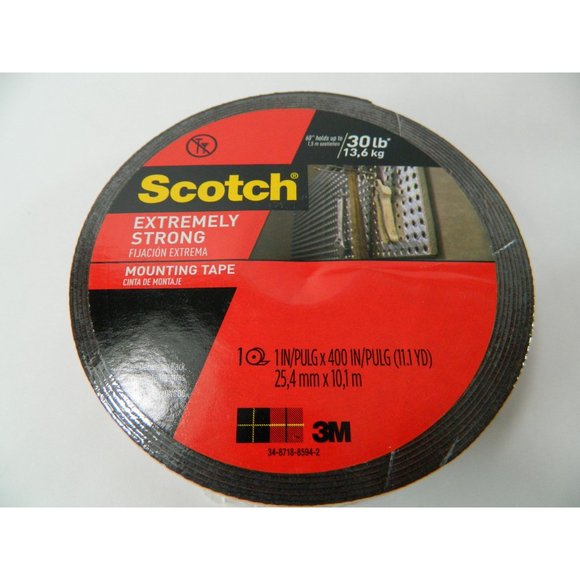 60" holds up to
1,5 m sostienen
30 lb*
13,6 kg
Scotch®
EXTREMELY
STRONG
FIJACIÓN EXTREMA
MOUNTING TAPE
CINTA DE MONTAJE
1 1 IN/PULG x 400 IN/PULG (11.1 YD)
25,4 mm x 10,1 m
3M
34-8718-8594-2